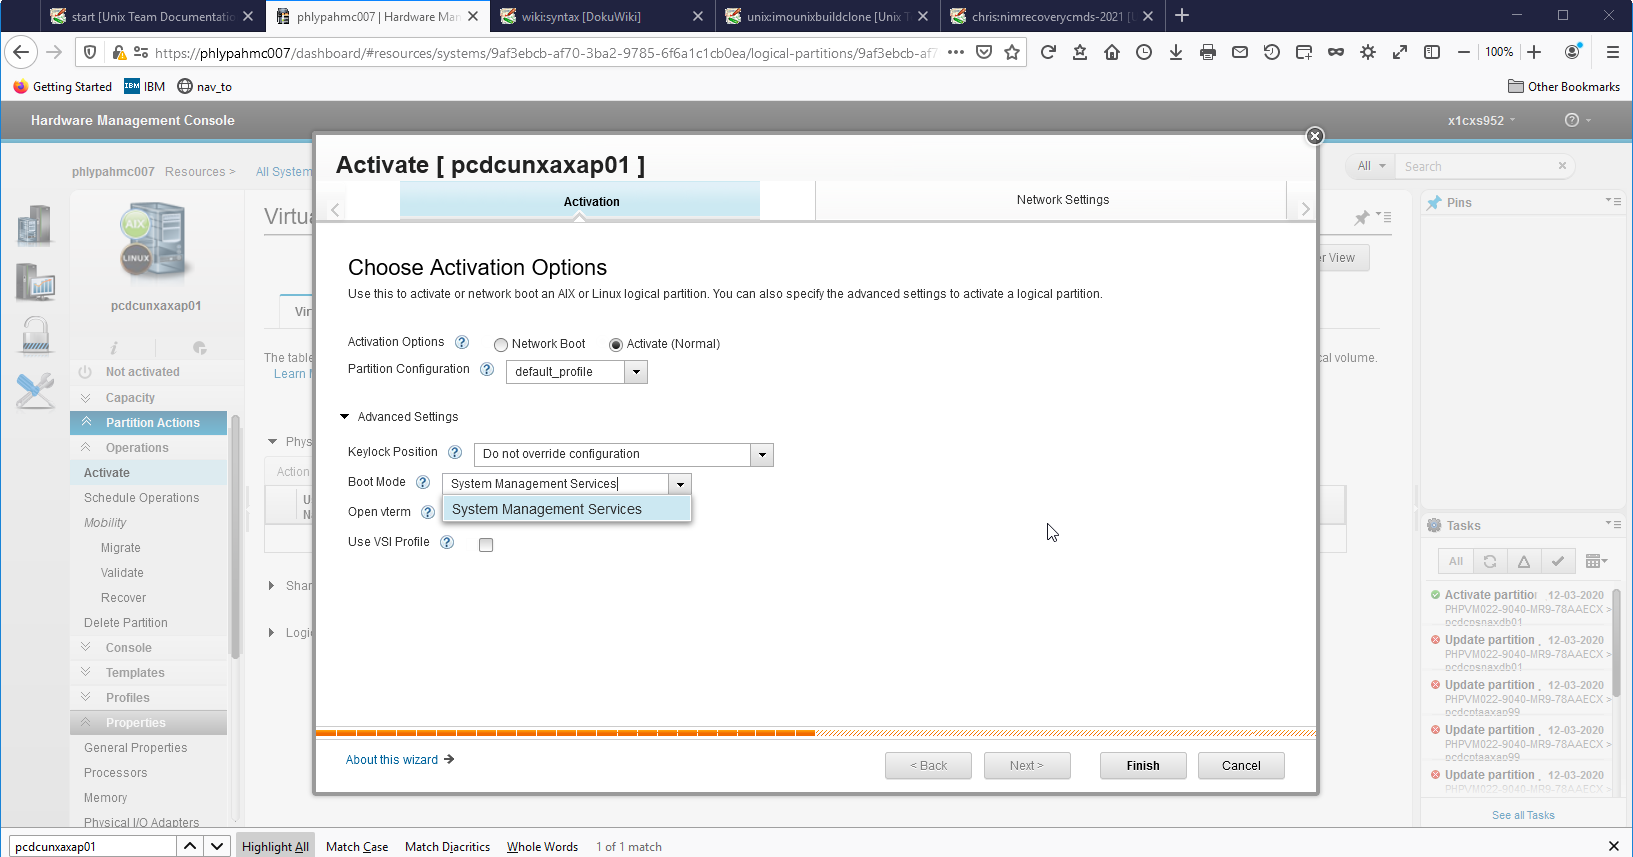 start [Unix Team Documentatio
phlypahmc007 | Hardware Man
wiki:syntax [DokuWiki]
unix:imounixbuildclone [Unix T
chris:nimrecoverycmds-2021 [U
https://phlypahmc007/dashboard/#resources/systems/9af3ebcb-af70-3ba2-9785-6f6a1c1cb0ea/logical-partitions/9af3ebcb-af7
100%
Getting Started
IBM
IBM
nav_to
Other Bookmarks
Hardware Management Console
x1cxs952
phlypahmc007
Resources >
All System
All
Search
Activate [ pcdcunxaxap01 ]
Activation
Network Settings
Choose Activation Options
Use this to activate or network boot an AIX or Linux logical partition. You can also specify the advanced settings to activate a logical partition.
Activation Options
Network Boot
Activate (Normal)
Partition Configuration
default_profile
Advanced Settings
Keylock Position
Do not override configuration
Boot Mode
System Management Services
System Management Services
Open vterm
Use VSI Profile
About this wizard
< Back
Next >
Finish
Cancel
AIX
LINUX
pcdcunxaxap01
Not activated
Capacity
Partition Actions
Operations
Activate
Schedule Operations
Mobility
Migrate
Validate
Recover
Delete Partition
Console
Templates
Profiles
Properties
General Properties
Processors
Memory
Physical I/O Adapters
Virtua
Vir
The table
Learn M
Phys
Action
U
N
Shar
Logic
er View
cal volume.
Pins
Tasks
All
Activate partitio
12-03-2020
PHPVM022-9040-MR9-78AAECX >
pcdcpsnaxdb01
Update partition
12-03-2020
PHPVM022-9040-MR9-78AAECX >
pcdcpsnaxdb01
Update partition
12-03-2020
PHPVM022-9040-MR9-78AAECX >
pcdcptaaxap99
Update partition
12-03-2020
PHPVM022-9040-MR9-78AAECX >
pcdcptaaxap99
Update partition
12-03-2020
PHPVM022-9040-MR9-78AAECX >
See all Tasks
pcdcunxaxap01
Highlight All
Match Case
Match Diacritics
Whole Words
1 of 1 match